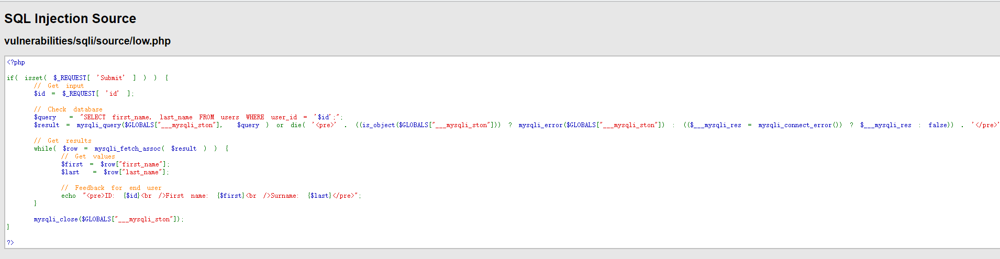 SQL Injection Source
vulnerabilities/sqli/source/low.php
<?php
if( isset( $_REQUEST[ 'Submit' ] ) ) {
// Get input
$id = $_REQUEST[ 'id' ];
// Check database
$query = "SELECT first_name, last_name FROM users WHERE user_id = '$id';";
$result = mysqli_query($GLOBALS["___mysqli_ston"], $query ) or die( '<pre>' . ((is_object($GLOBALS["___mysqli_ston"])) ? mysqli_error($GLOBALS["___mysqli_ston"]) : (($___mysqli_res = mysqli_connect_error()) ? $___mysqli_res : false)) . '</pre>'
// Get results
while( $row = mysqli_fetch_assoc( $result ) ) {
// Get values
$first = $row["first_name"];
$last = $row["last_name"];
// Feedback for end user
echo "<pre>ID: {$id}<br />First name: {$first}<br />Surname: {$last}</pre>";
}
mysqli_close($GLOBALS["___mysqli_ston"]);
}
?>